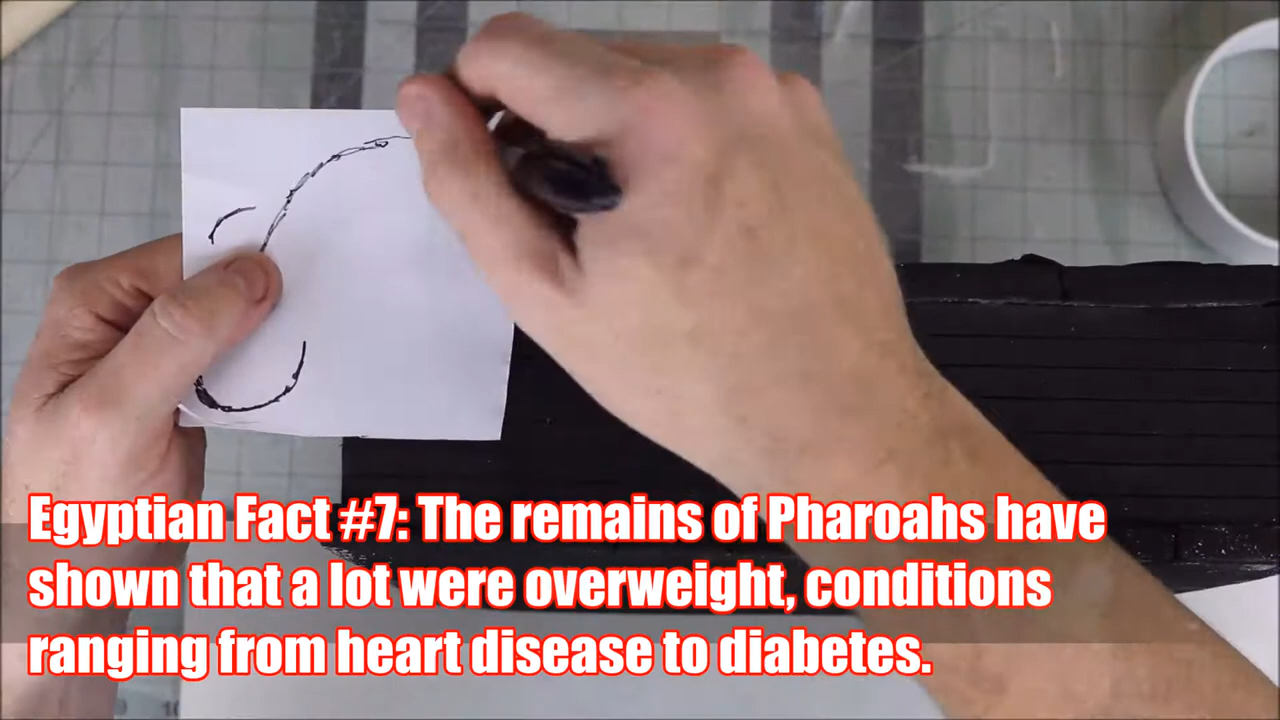 Egyptian Fact #7: The remains of Pharoahs have
shown that a lot were overweight, conditions
ranging from heart disease to diabetes.